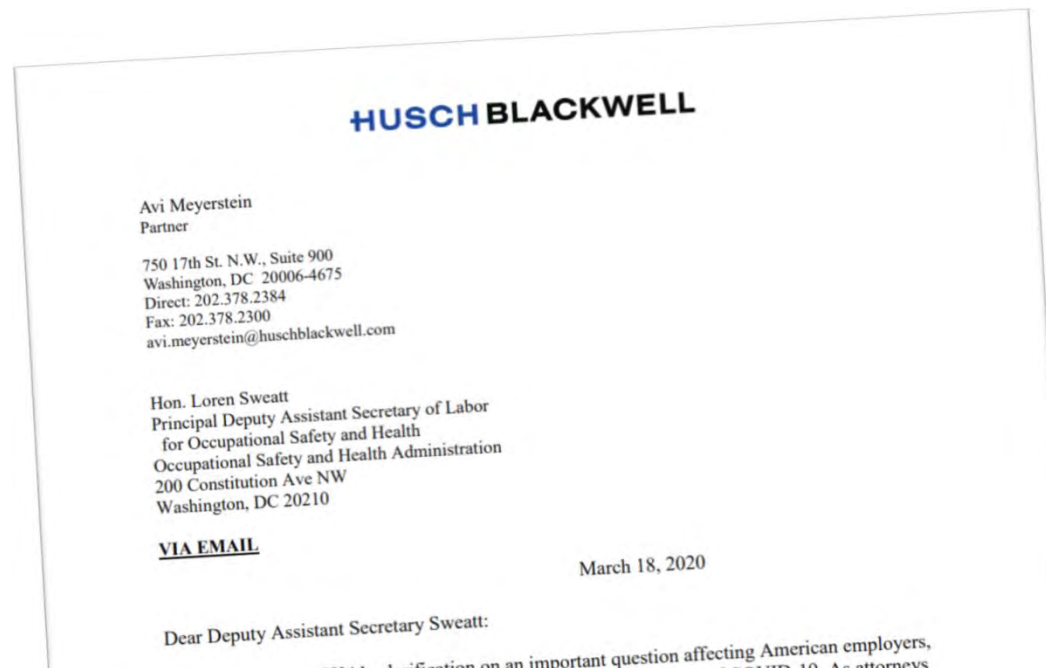 HUSCH BLACKWELL
Avi Meyerstein
Partner
750 17th St. N.W., Suite 900
Washington, DC 20006-4675
Direct: 202.378.2384
Fax: 202.378.2300
avi.meyerstein@huschblackwell.com
Hon. Loren Sweatt
Principal Deputy Assistant Secretary of Labor
for Occupational Safety and Health
Occupational Safety and Health Administration
200 Constitution Ave NW
Washington, DC 20210
VIA EMAIL
March 18, 2020
Dear Deputy Assistant Secretary Sweatt:
on an important question affecting American employers,
As attorneys